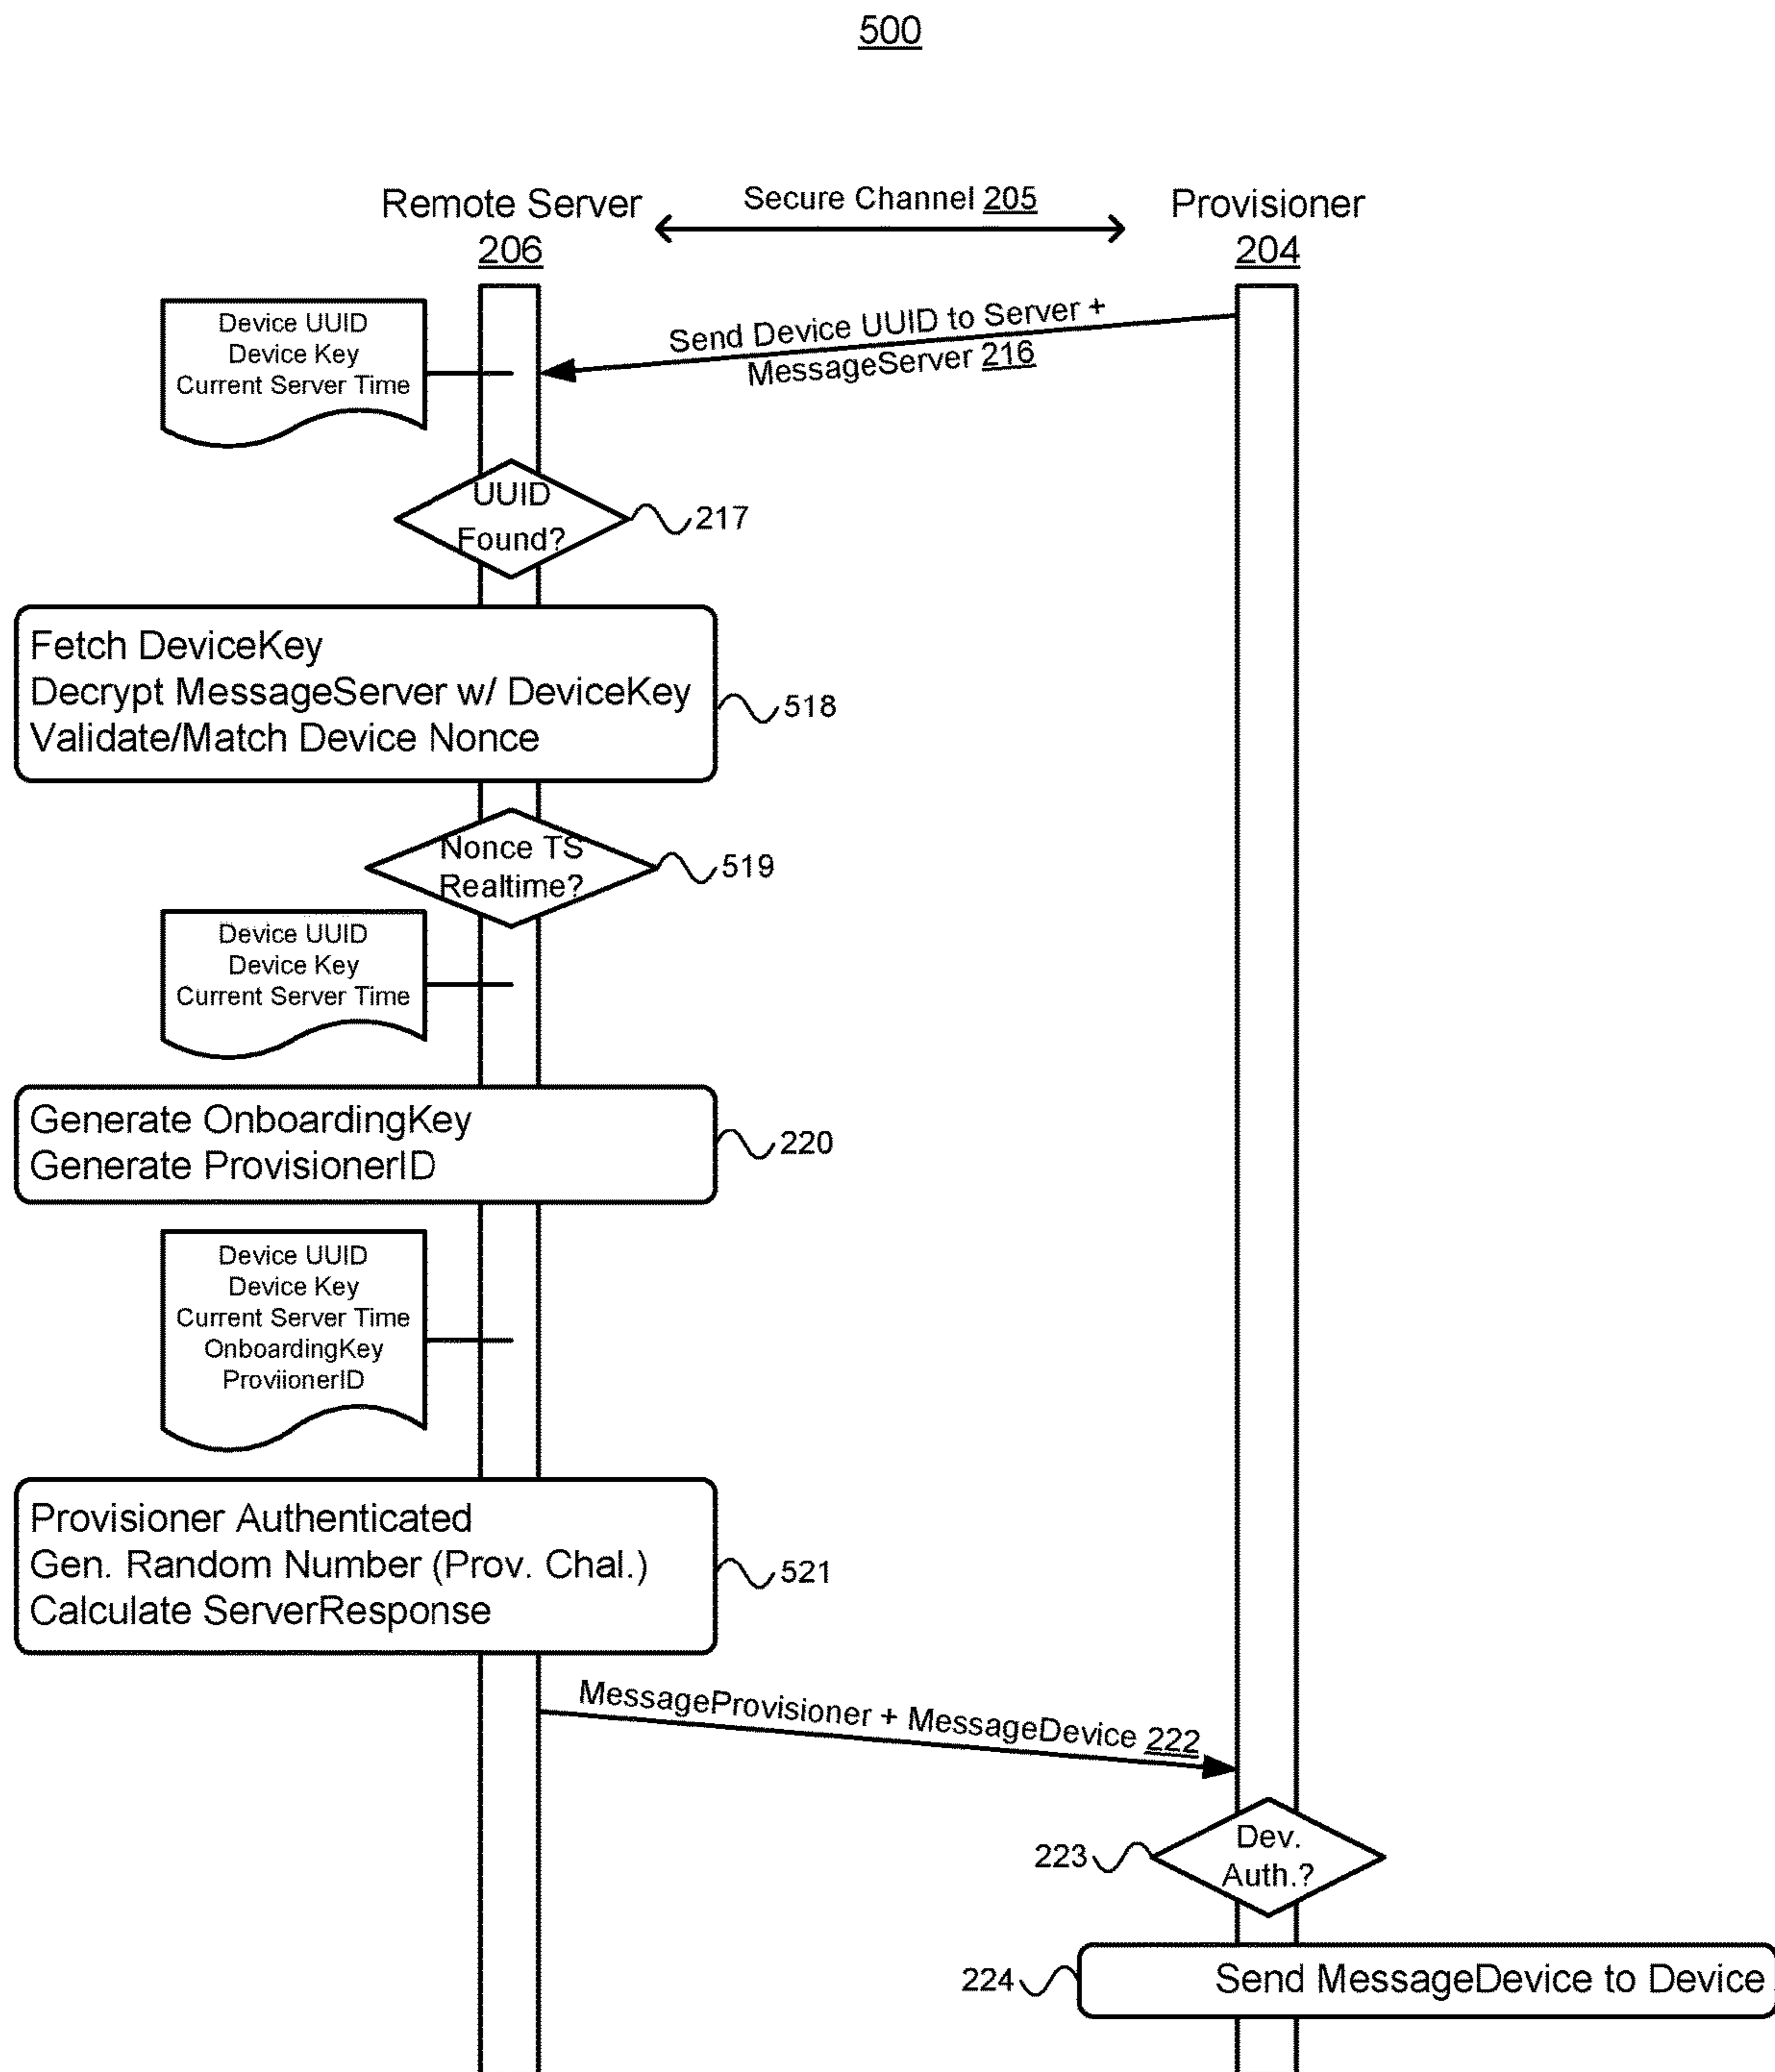 500
Remote Server
206
Secure Channel 205
Provisioner
204
Device UUID
Device Key
Current Server Time
Send Device UUID to Server +
MessageServer 216
UUID
Found?
217
Fetch DeviceKey
Decrypt MessageServer w/ DeviceKey
Validate/Match Device Nonce
518
Nonce TS
Realtime?
519
Device UUID
Device Key
Current Server Time
Generate OnboardingKey
Generate ProvisionerID
220
Device UUID
Device Key
Current Server Time
OnboardingKey
ProviionerID
Provisioner Authenticated
Gen. Random Number (Prov. Chal.)
Calculate ServerResponse
521
MessageProvisioner + MessageDevice 222
223
Dev.
Auth.?
224
Send MessageDevice to Device